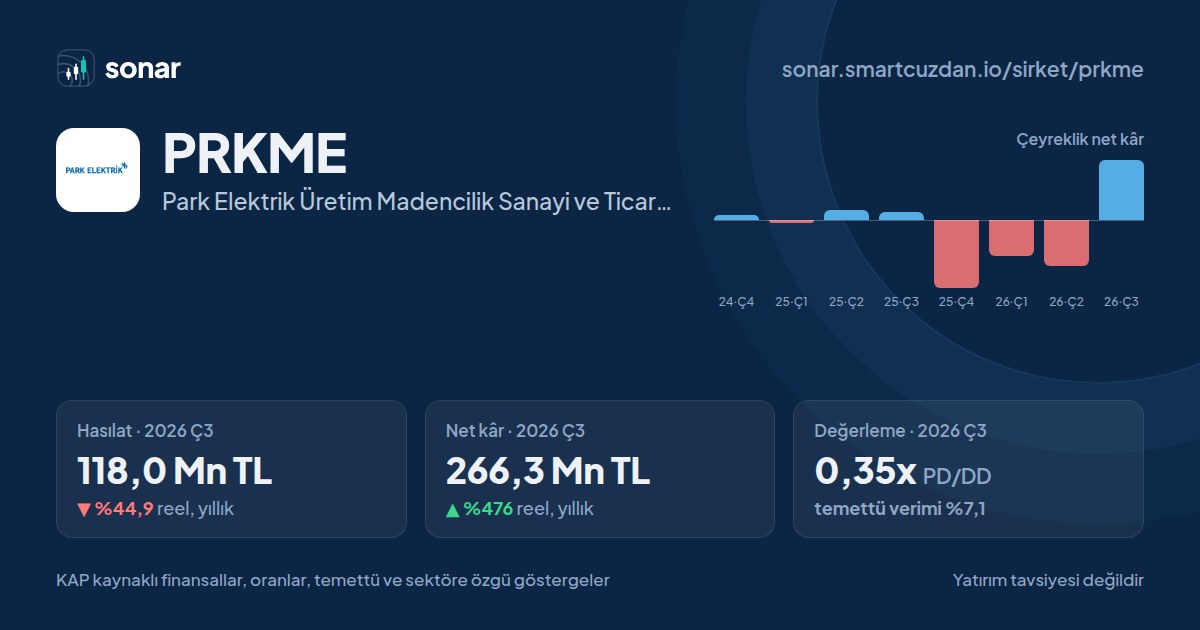 sonar
sonar.smartcuzdan.io/sirket/prkme
PARK ELEKTRİK
PRKME
Park Elektrik Üretim Madencilik Sanayi ve Ticar...
Çeyreklik net kâr
24·Ç4 25·Ç1 25·Ç2 25·Ç3 25·Ç4 26·Ç1 26·Ç2 26·Ç3
Hasılat · 2026 Ç3
118,0 Mn TL
▼ %44,9 reel, yıllık
Net kâr · 2026 Ç3
266,3 Mn TL
▲ %476 reel, yıllık
Değerleme · 2026 Ç3
0,35x PD/DD
temettü verimi %7,1
KAP kaynaklı finansallar, oranlar, temettü ve sektöre özgü göstergeler
Yatırım tavsiyesi değildir